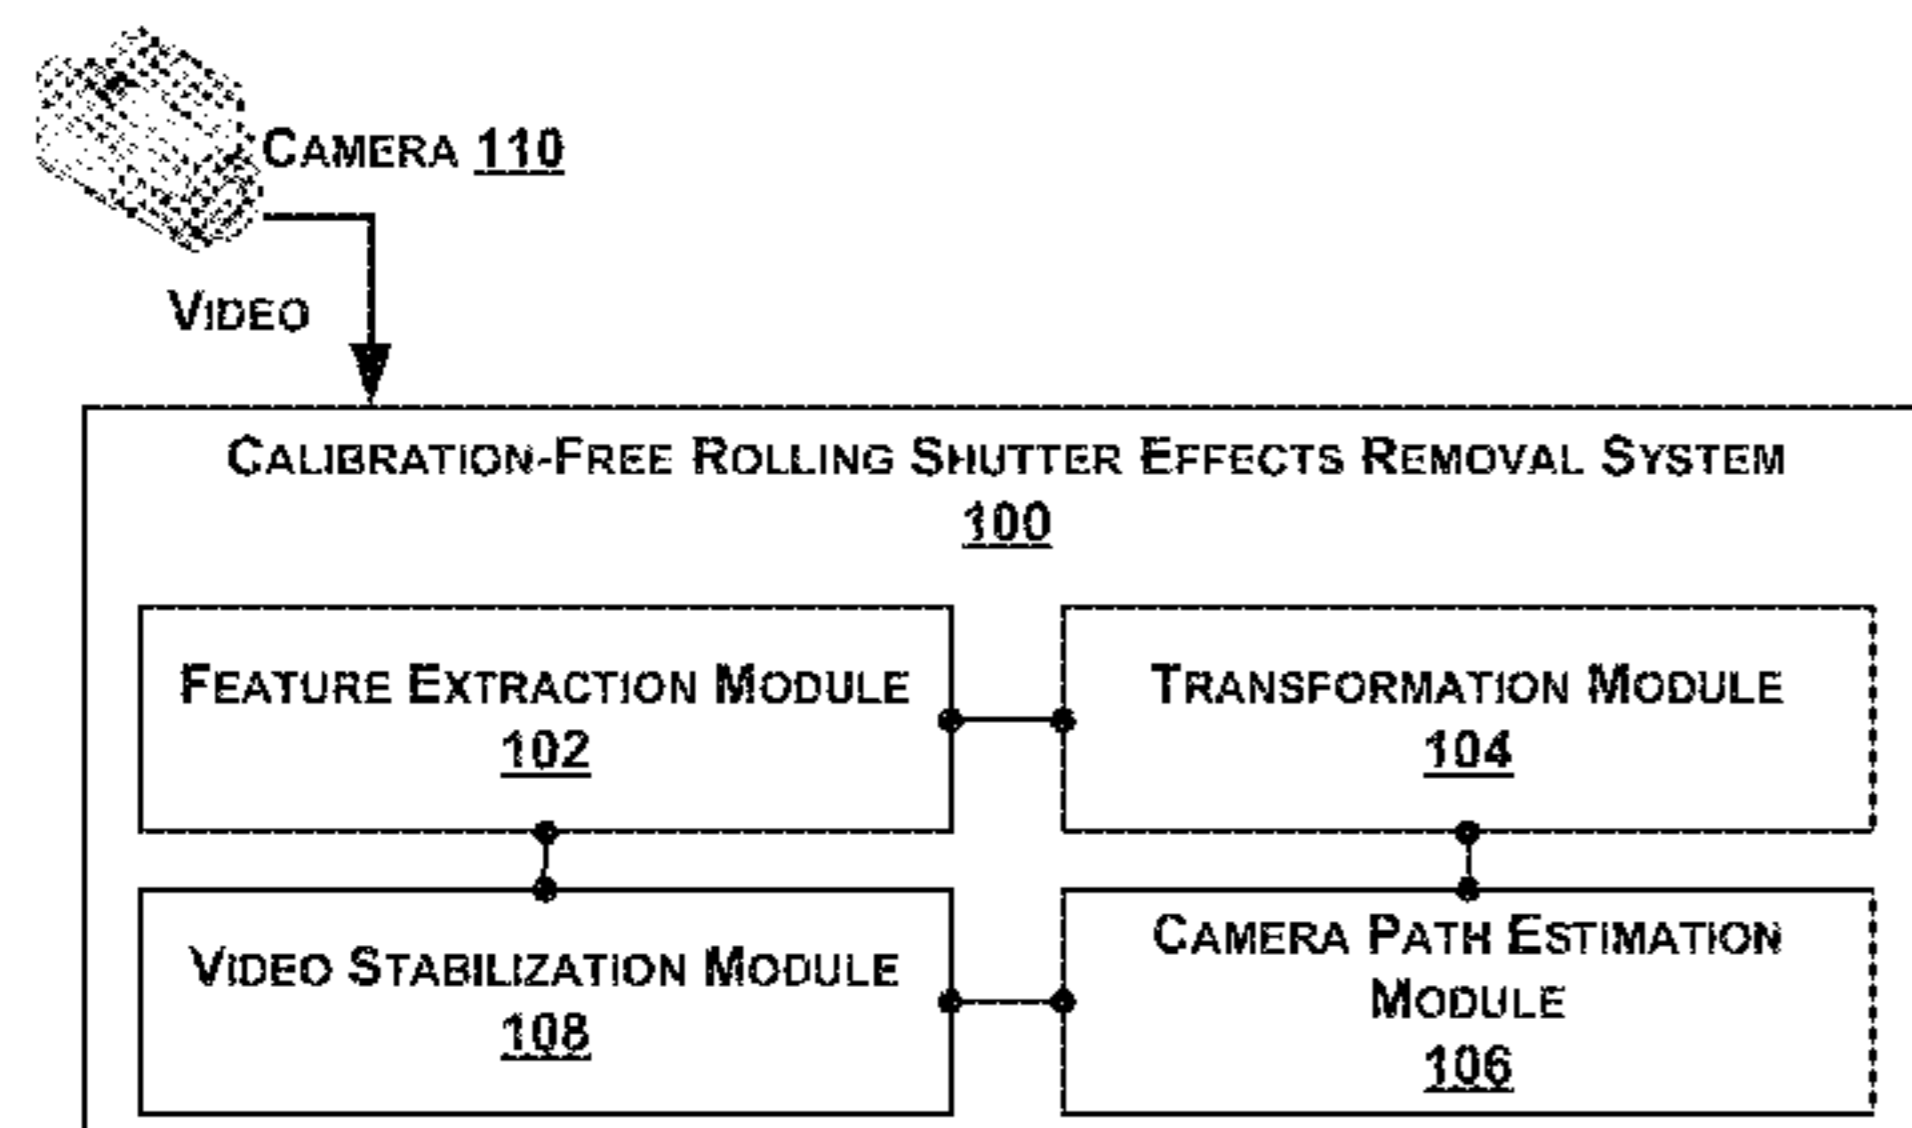 CAMERA 110
VIDEO
CALIBRATION-FREE ROLLING SHUTTER EFFECTS REMOVAL SYSTEM
100
FEATURE EXTRACTION MODULE
102
TRANSFORMATION MODULE
104
VIDEO STABILIZATION MODULE
108
CAMERA PATH ESTIMATION
MODULE
106